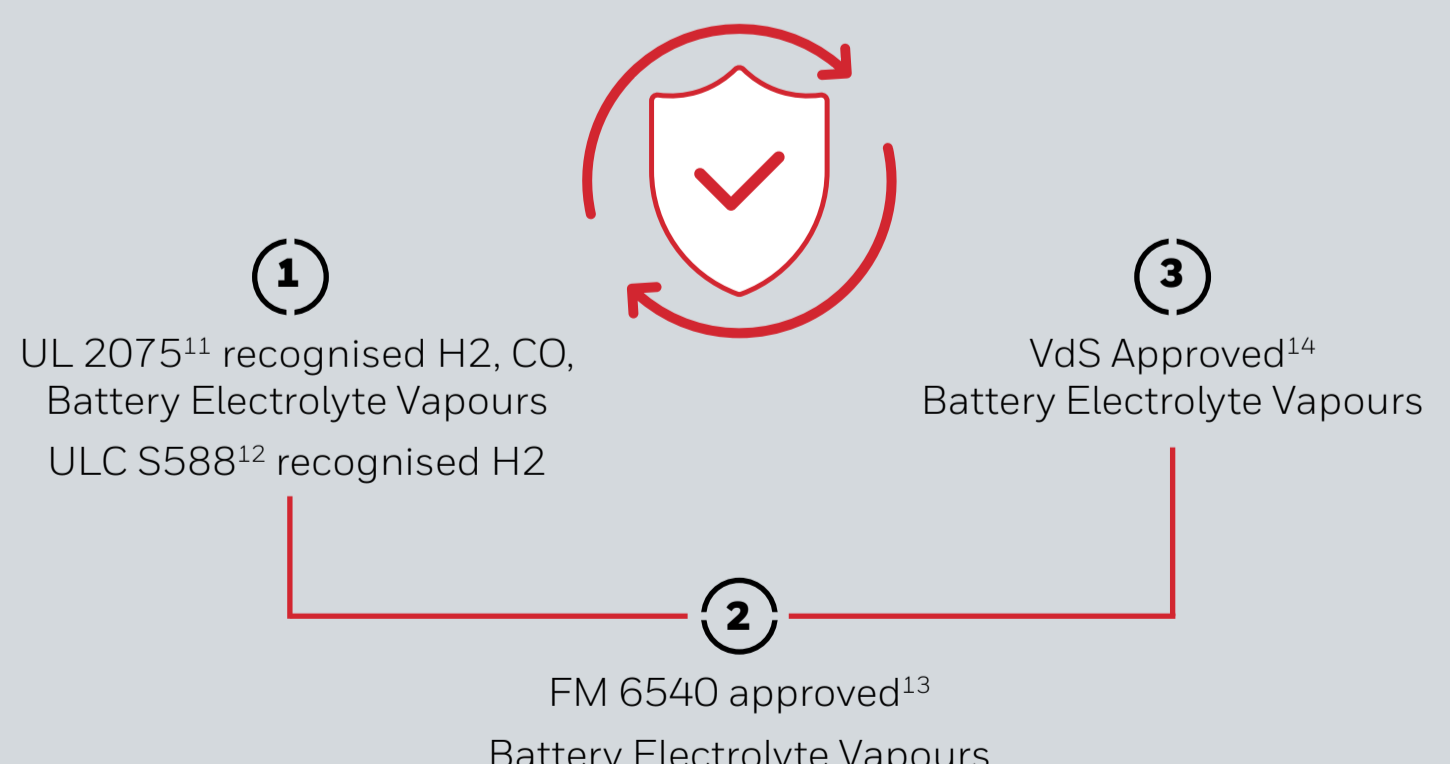 1
UL 2075¹¹ recognised H2, CO,
Battery Electrolyte Vapours
ULC S588¹² recognised H2
2
FM 6540 approved¹³
Battery Electrolyte Vapours
3
VdS Approved¹⁴
Battery Electrolyte Vapours